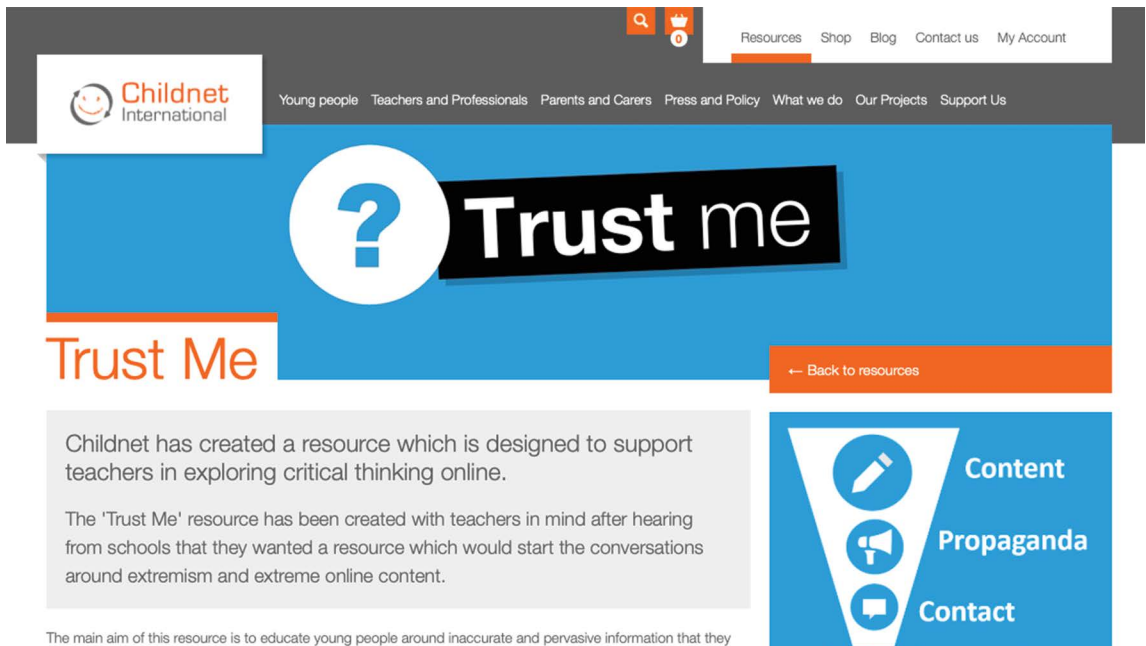 0
Resources Shop Blog Contact us My Account
Childnet
International
Young people Teachers and Professionals Parents and Carers Press and Policy What we do Our Projects Support Us
? Trust me
Trust Me
← Back to resources
Childnet has created a resource which is designed to support
teachers in exploring critical thinking online.
The 'Trust Me' resource has been created with teachers in mind after hearing
from schools that they wanted a resource which would start the conversations
around extremism and extreme online content.
Content
Propaganda
Contact
The main aim of this resource is to educate young people around inaccurate and pervasive information that they